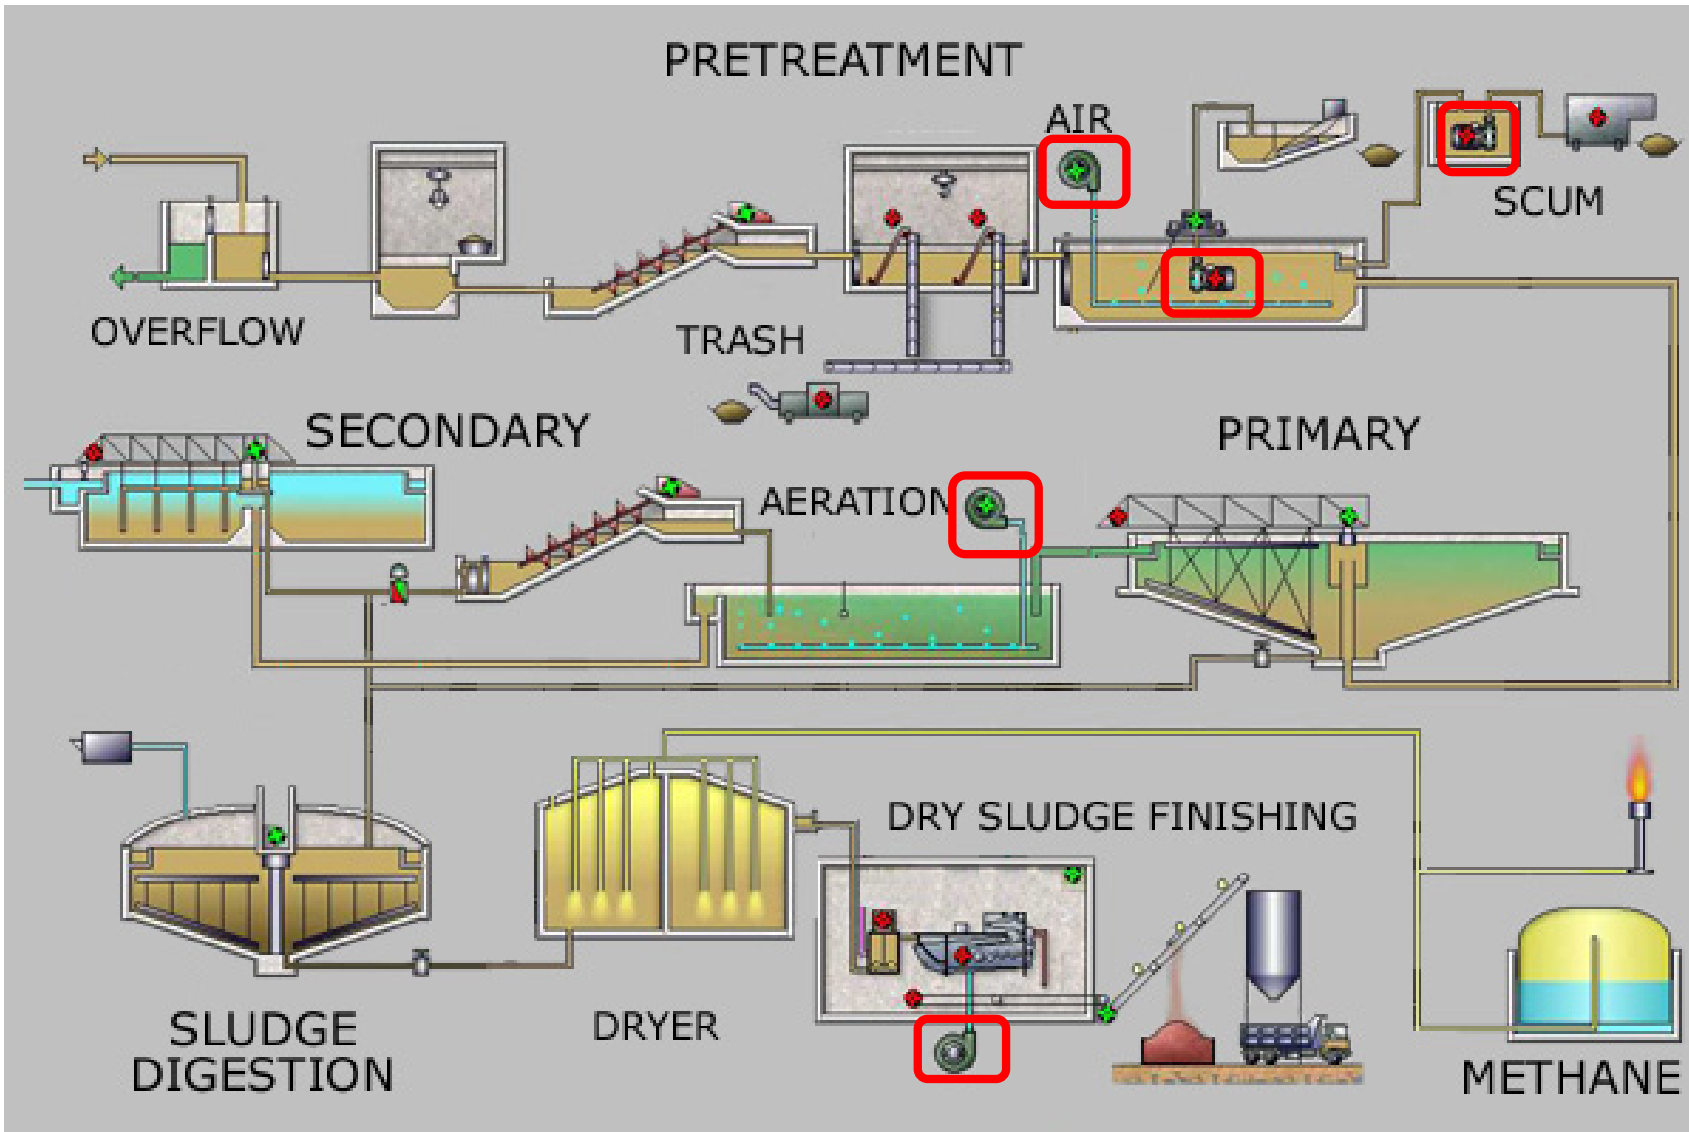 PRETREATMENT
AIR
SCUM
OVERFLOW
TRASH
SECONDARY
PRIMARY
AERATION
DRY SLUDGE FINISHING
SLUDGE
DIGESTION
DRYER
METHANE